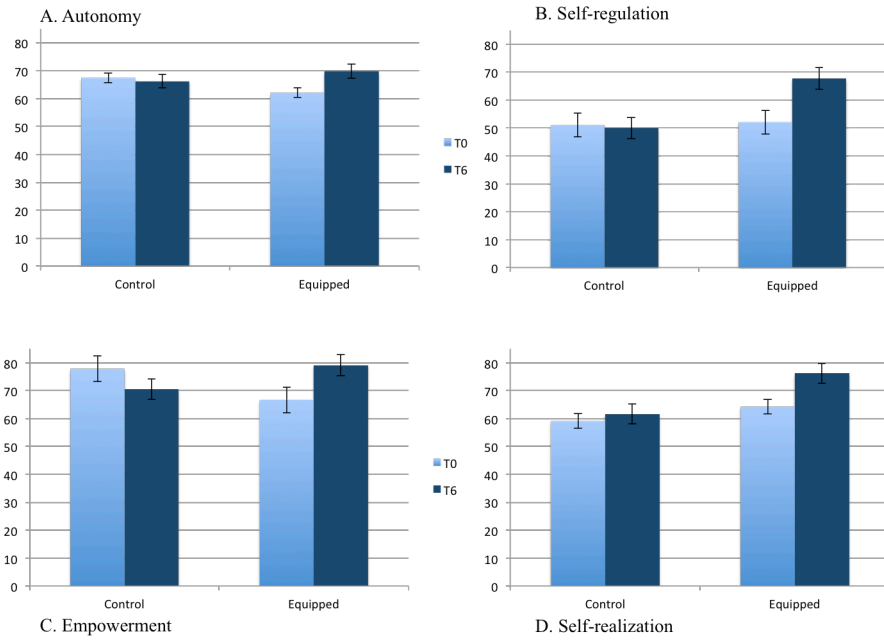 A. Autonomy
80
70
60
50
40
30
20
10
0
Control
Equipped
T0
T6
B. Self-regulation
80
70
60
50
40
30
20
10
0
Control
Equipped
80
70
60
50
40
30
20
10
0
Control
Equipped
C. Empowerment
T0
T6
80
70
60
50
40
30
20
10
0
Control
Equipped
D. Self-realization